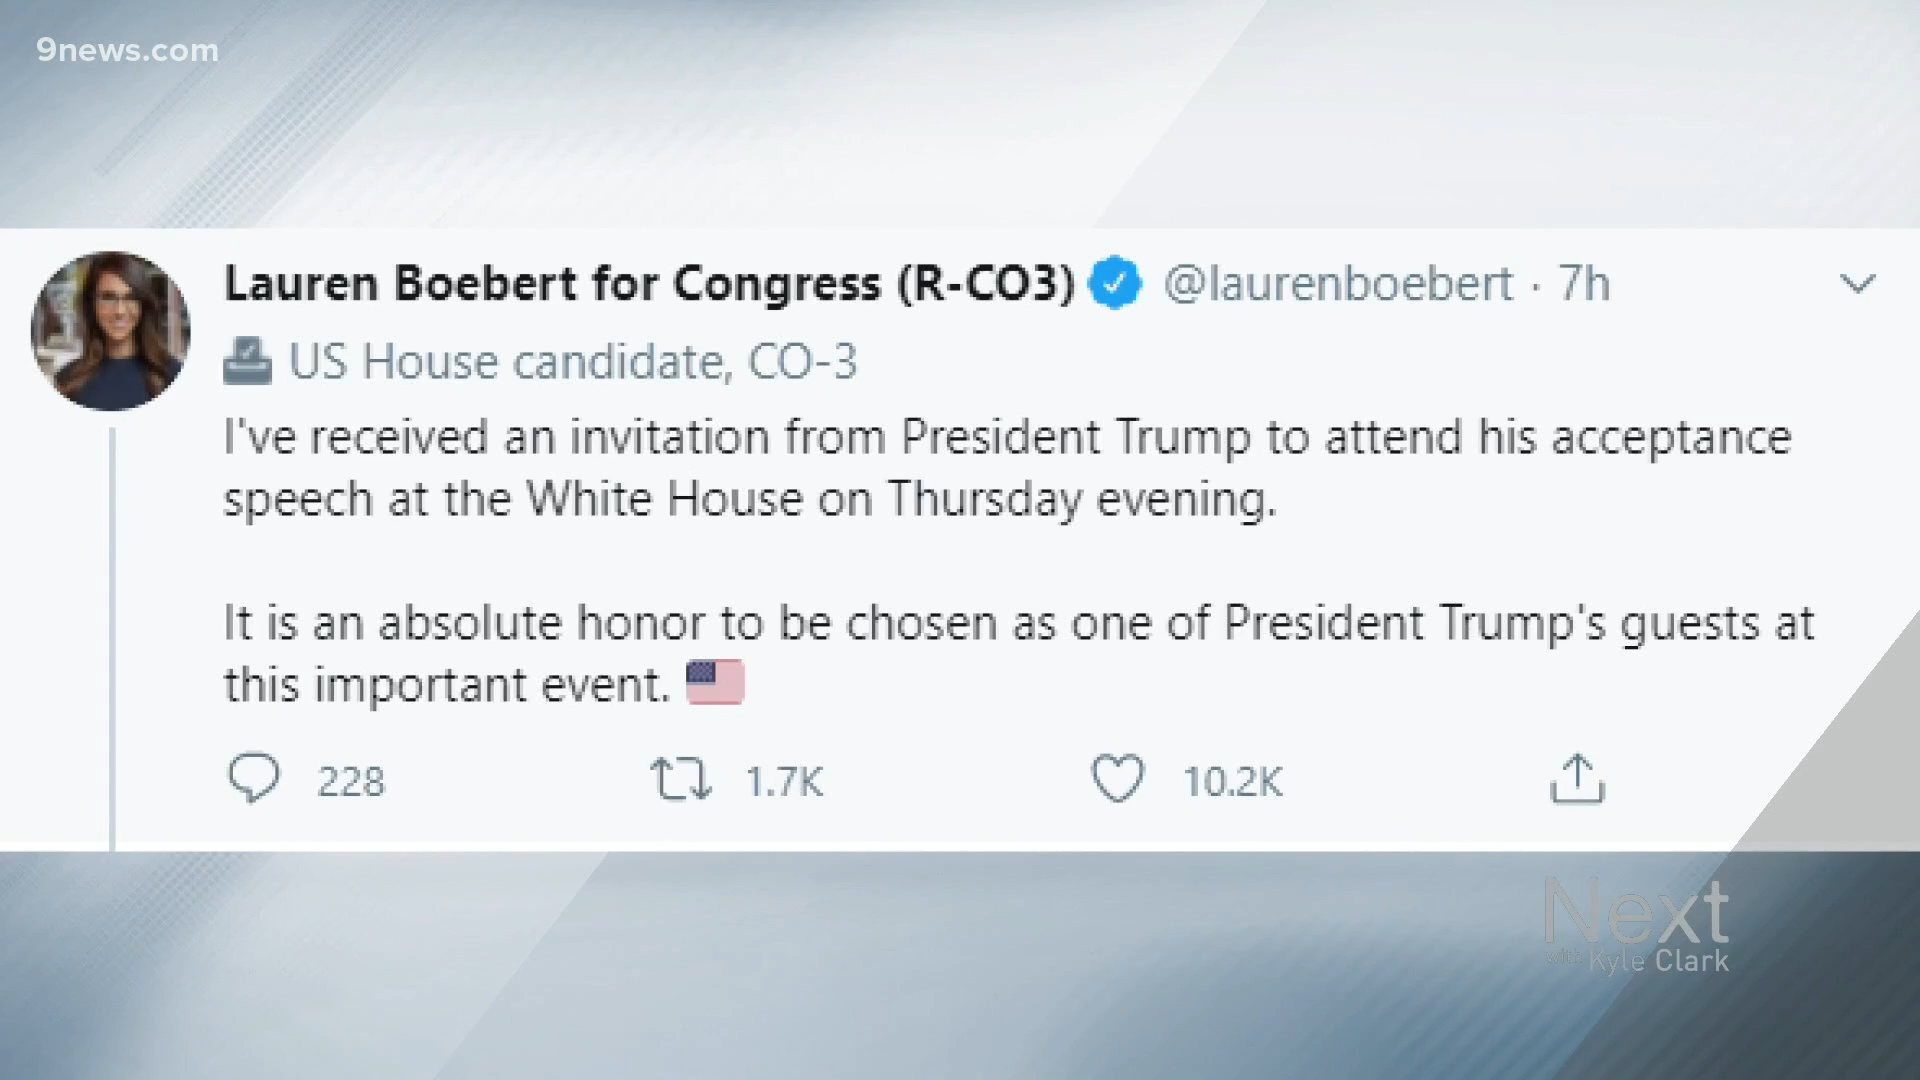 9news.com
Lauren Boebert for Congress (R-CO3) @laurenboebert · 7h
US House candidate, CO-3
I've received an invitation from President Trump to attend his acceptance
speech at the White House on Thursday evening.
It is an absolute honor to be chosen as one of President Trump's guests at
this important event. 🇺🇸
228 1.7K 10.2K
Next
with Kyle Clark